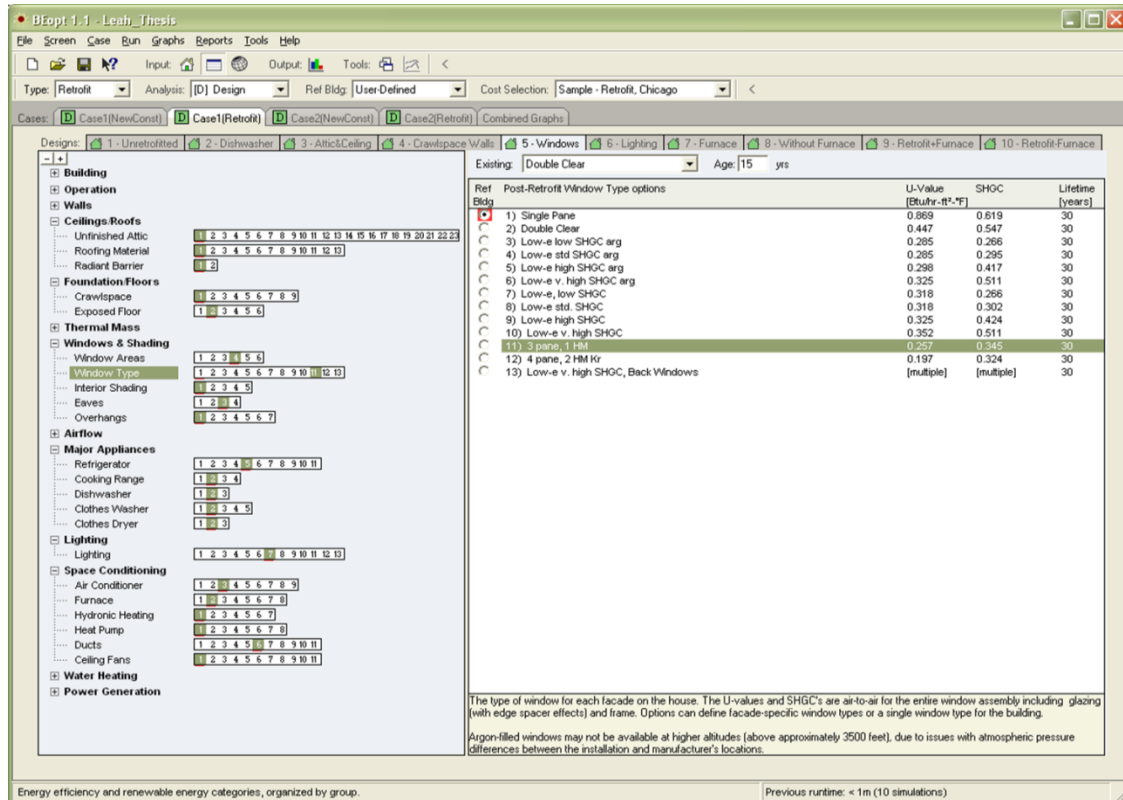 BEopt 1.1 - Leah_Thesis
File Screen Case Run Graphs Reports Tools Help
Input: Output: Tools: <
Type: Retrofit Analysis: [D] Design Ref Bldg: User-Defined Cost Selection: Sample - Retrofit, Chicago <
Cases: D Case1(NewConst) D Case1(Retrofit) D Case2(NewConst) D Case2(Retrofit) Combined Graphs
Designs: 1 - Unretrofitted 2 - Dishwasher 3 - Attic&Ceiling 4 - Crawlspace Walls 5 - Windows 6 - Lighting 7 - Furnace 8 - Without Furnace 9 - Retrofit+Furnace 10 - Retrofit-Furnace
- +
Building
Operation
Walls
Ceilings/Roofs
Unfinished Attic 1 2 3 4 5 6 7 8 9 10 11 12 13 14 15 16 17 18 19 20 21 22 23
Roofing Material 1 2 3 4 5 6 7 8 9 10 11 12 13
Radiant Barrier 1 2
Foundation/Floors
Crawlspace 1 2 3 4 5 6 7 8 9
Exposed Floor 1 2 3 4 5 6
Thermal Mass
Windows & Shading
Window Areas 1 2 3 4 5 6
Window Type 1 2 3 4 5 6 7 8 9 10 11 12 13
Interior Shading 1 2 3 4 5
Eaves 1 2 3 4
Overhangs 1 2 3 4 5 6 7
Airflow
Major Appliances
Refrigerator 1 2 3 4 5 6 7 8 9 10 11
Cooking Range 1 2 3 4
Dishwasher 1 2 3
Clothes Washer 1 2 3 4 5
Clothes Dryer 1 2 3
Lighting
Lighting 1 2 3 4 5 6 7 8 9 10 11 12 13
Space Conditioning
Air Conditioner 1 2 3 4 5 6 7 8 9
Furnace 1 2 3 4 5 6 7 8
Hydronic Heating 1 2 3 4 5 6 7
Heat Pump 1 2 3 4 5 6 7 8
Ducts 1 2 3 4 5 6 7 8 9 10 11
Ceiling Fans 1 2 3 4 5 6 7 8 9 10 11
Water Heating
Power Generation
Existing: Double Clear Age: 15 yrs
Ref Post-Retrofit Window Type options U-Value SHGC Lifetime
Bldg [Btu/hr-ft²-°F] [years]
1) Single Pane 0.869 0.619 30
2) Double Clear 0.447 0.547 30
3) Low-e low SHGC arg 0.285 0.266 30
4) Low-e std SHGC arg 0.285 0.295 30
5) Low-e high SHGC arg 0.298 0.417 30
6) Low-e v. high SHGC arg 0.325 0.511 30
7) Low-e, low SHGC 0.318 0.266 30
8) Low-e std. SHGC 0.318 0.302 30
9) Low-e high SHGC 0.325 0.424 30
10) Low-e v. high SHGC 0.352 0.511 30
11) 3 pane, 1 HM 0.257 0.345 30
12) 4 pane, 2 HM Kr 0.197 0.324 30
13) Low-e v. high SHGC, Back Windows [multiple] [multiple] 30
The type of window for each facade on the house. The U-values and SHGC's are air-to-air for the entire window assembly including glazing
(with edge spacer effects) and frame. Options can define facade-specific window types or a single window type for the building.
Argon-filled windows may not be available at higher altitudes (above approximately 3500 feet), due to issues with atmospheric pressure
differences between the installation and manufacturer's locations.
Energy efficiency and renewable energy categories, organized by group. Previous runtime: < 1m (10 simulations)